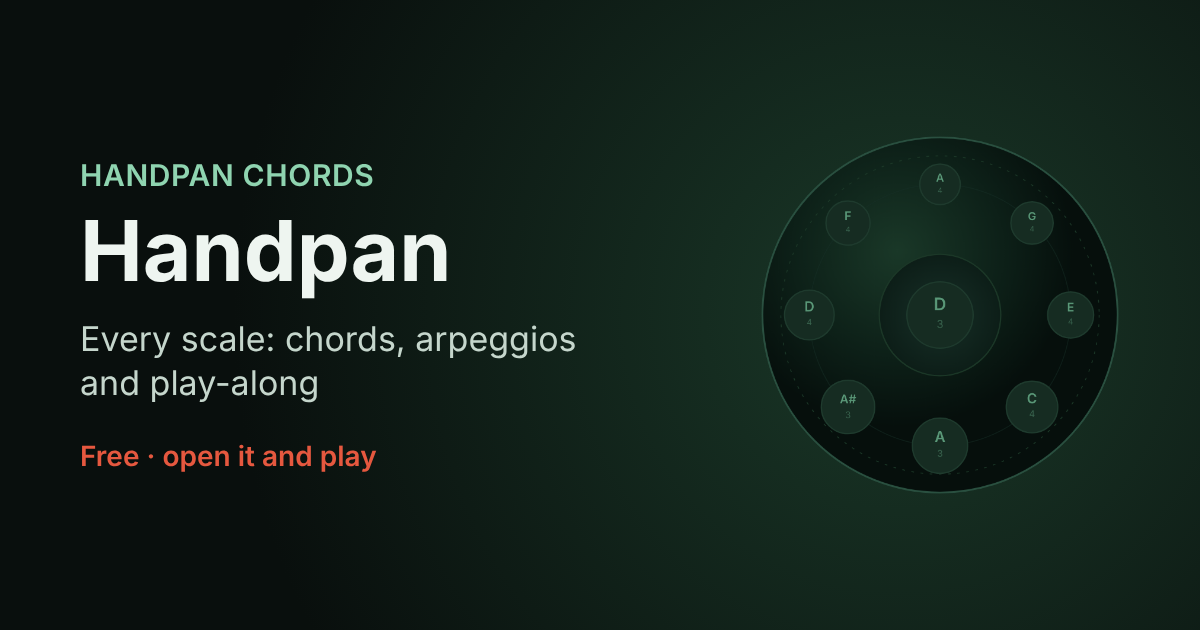 HANDPAN CHORDS
Handpan
Every scale: chords, arpeggios
and play-along
Free · open it and play
A
4
F
4
G
4
D
4
D
3
E
4
A#
3
C
4
A
3